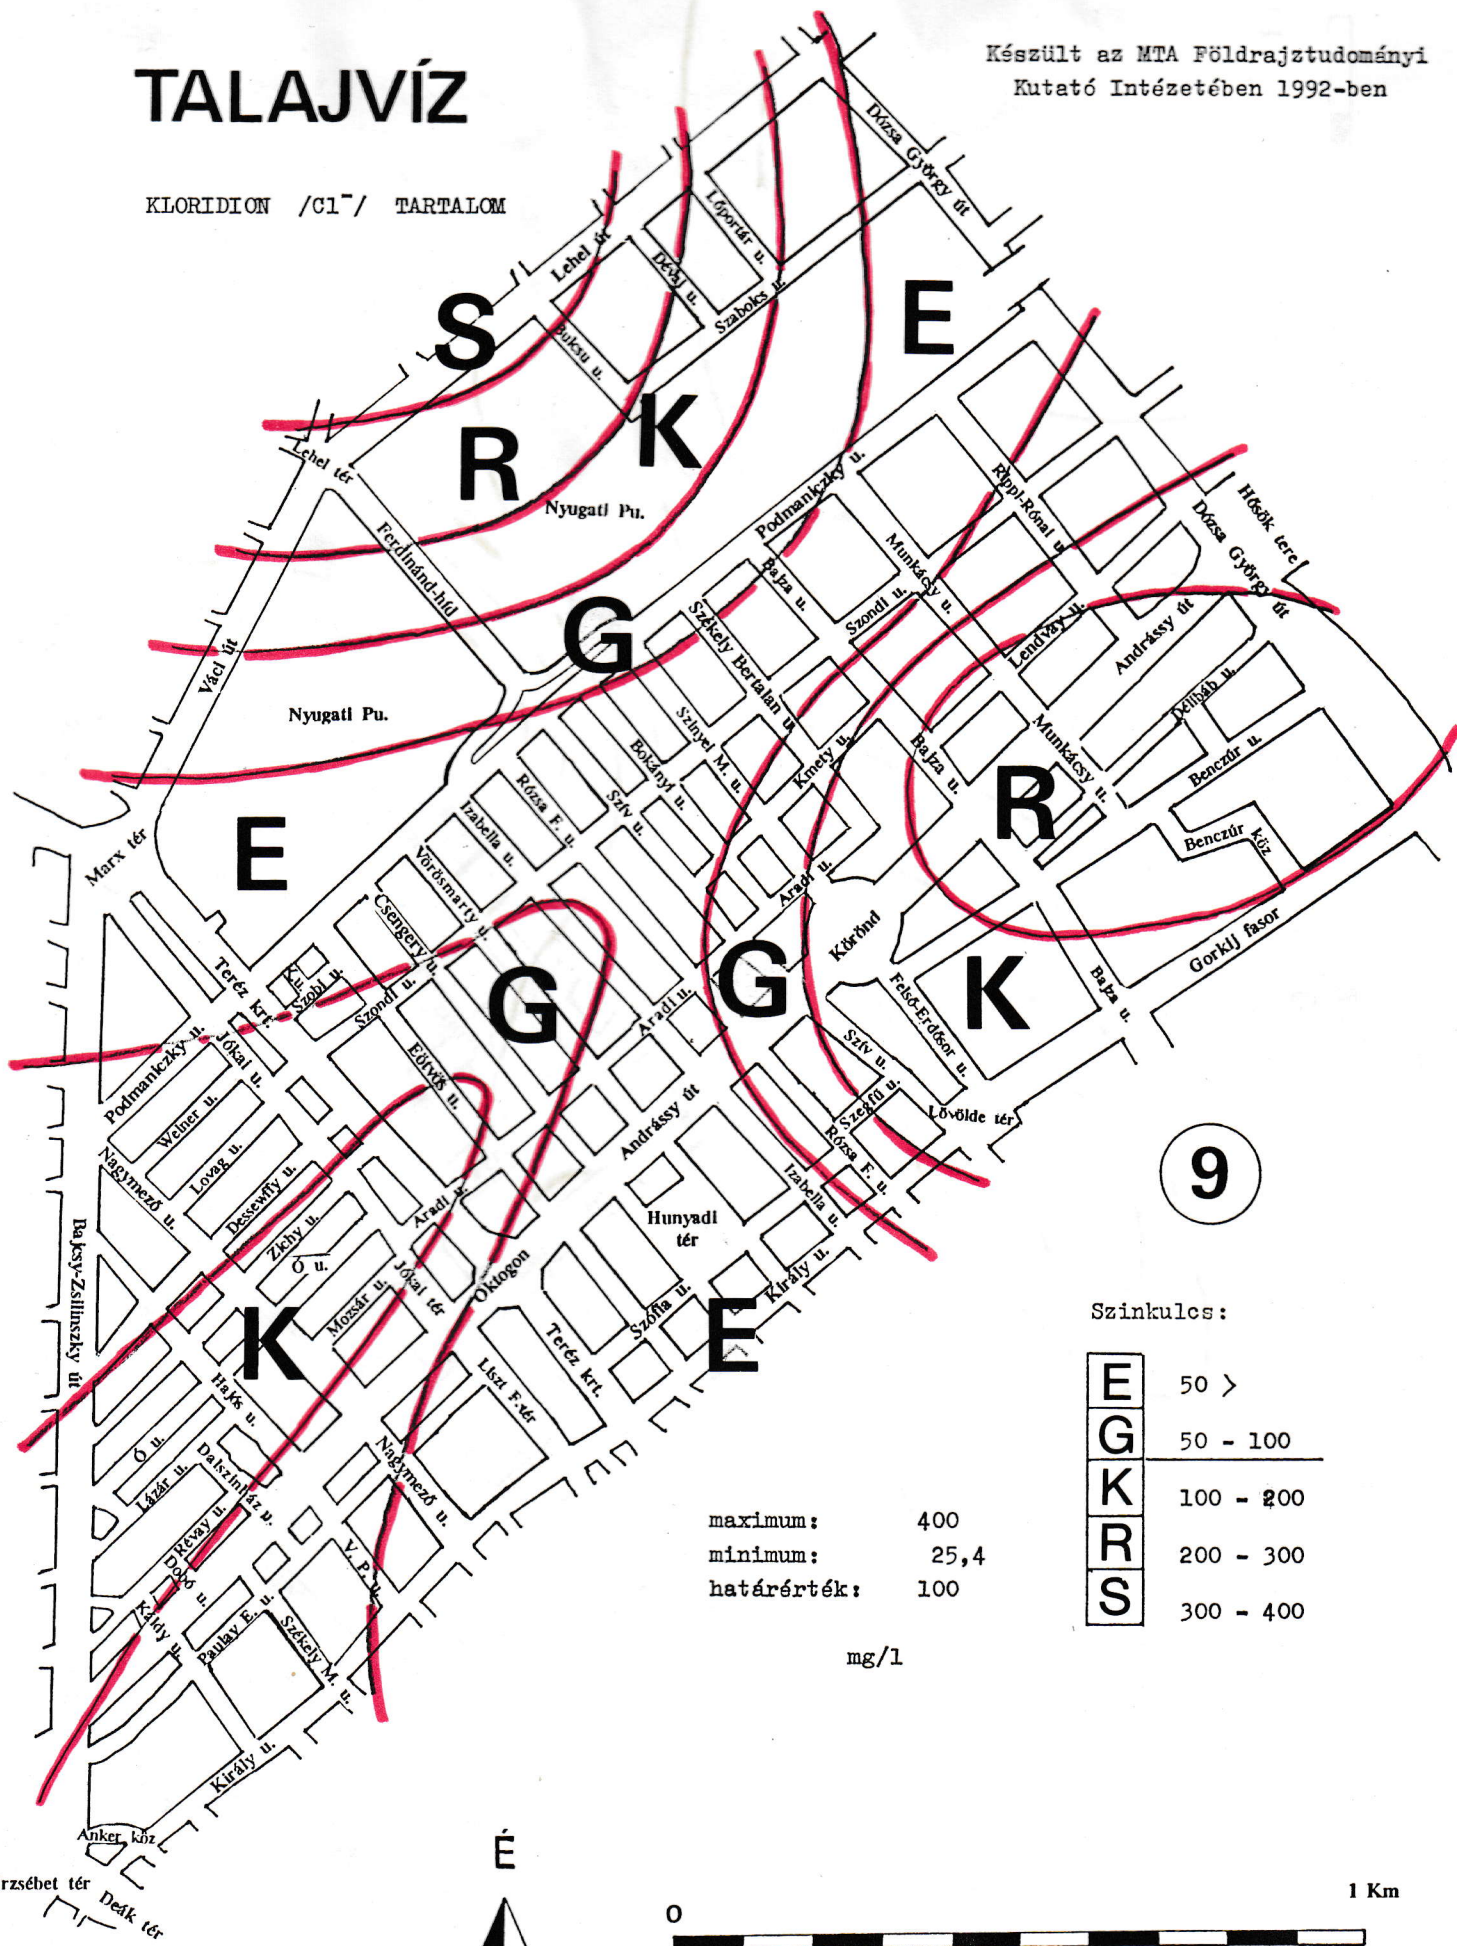 TALAJVÍZ
Készült az MTA Földrajztudományi
Kutató Intézetében 1992-ben
KLORIDION /Cl⁻/ TARTALOM
Dózsa György út
Lőportár u.
Lehel út
Dévai u.
Szabolcs u.
Bulcsu u.
S
E
R
K
Lehel tér
Nyugati Pu.
Podmaniczky u.
Rippl-Rónai u.
Hősök tere
Dózsa György út
Ferdinánd-híd
Munkácsy u.
Bajza u.
Szondi u.
G
Székely Bertalan u.
Lendvay u.
Andrássy út
Váci út
Délibáb u.
Nyugati Pu.
Szinyei M. u.
Munkácsy u.
Bajza u.
Kmety u.
Benczúr u.
Bokányi u.
Rózsa F. u.
Szív u.
Izabella u.
R
E
Marx tér
Benczúr köz
Vörösmarty u.
Aradi u.
Csengery u.
Körönd
Gorkij fasor
G
G
K
Teréz krt.
Szobi u.
Szondi u.
Aradi u.
Felső-Erdősor u.
Bajza u.
Podmaniczky u.
Jókai u.
Eötvös u.
Szív u.
Szegfű u.
Lövölde tér
Weiner u.
Andrássy út
Rózsa F. u.
Lovag u.
Nagymező u.
Dessewffy u.
Izabella u.
9
Zichy u.
Aradi u.
Hunyadi
tér
Ó u.
Jókai tér
Oktogon
Bajcsy-Zsilinszky út
Mozsár u.
Király u.
Zsófia u.
K
E
Teréz krt.
Liszt F. tér
Hajós u.
Ó u.
Lázár u.
Dalszínház u.
Nagymező u.
Révay u.
Dobó u.
V. P. u.
Káldy u.
Paulay E. u.
Székely M. u.
Király u.
Anker köz
rzsébet tér
Deák tér
Szinkulcs:
E 50 >
G 50 - 100
K 100 - 200
R 200 - 300
S 300 - 400
maximum: 400
minimum: 25,4
határérték: 100
mg/l
É
0
1 Km